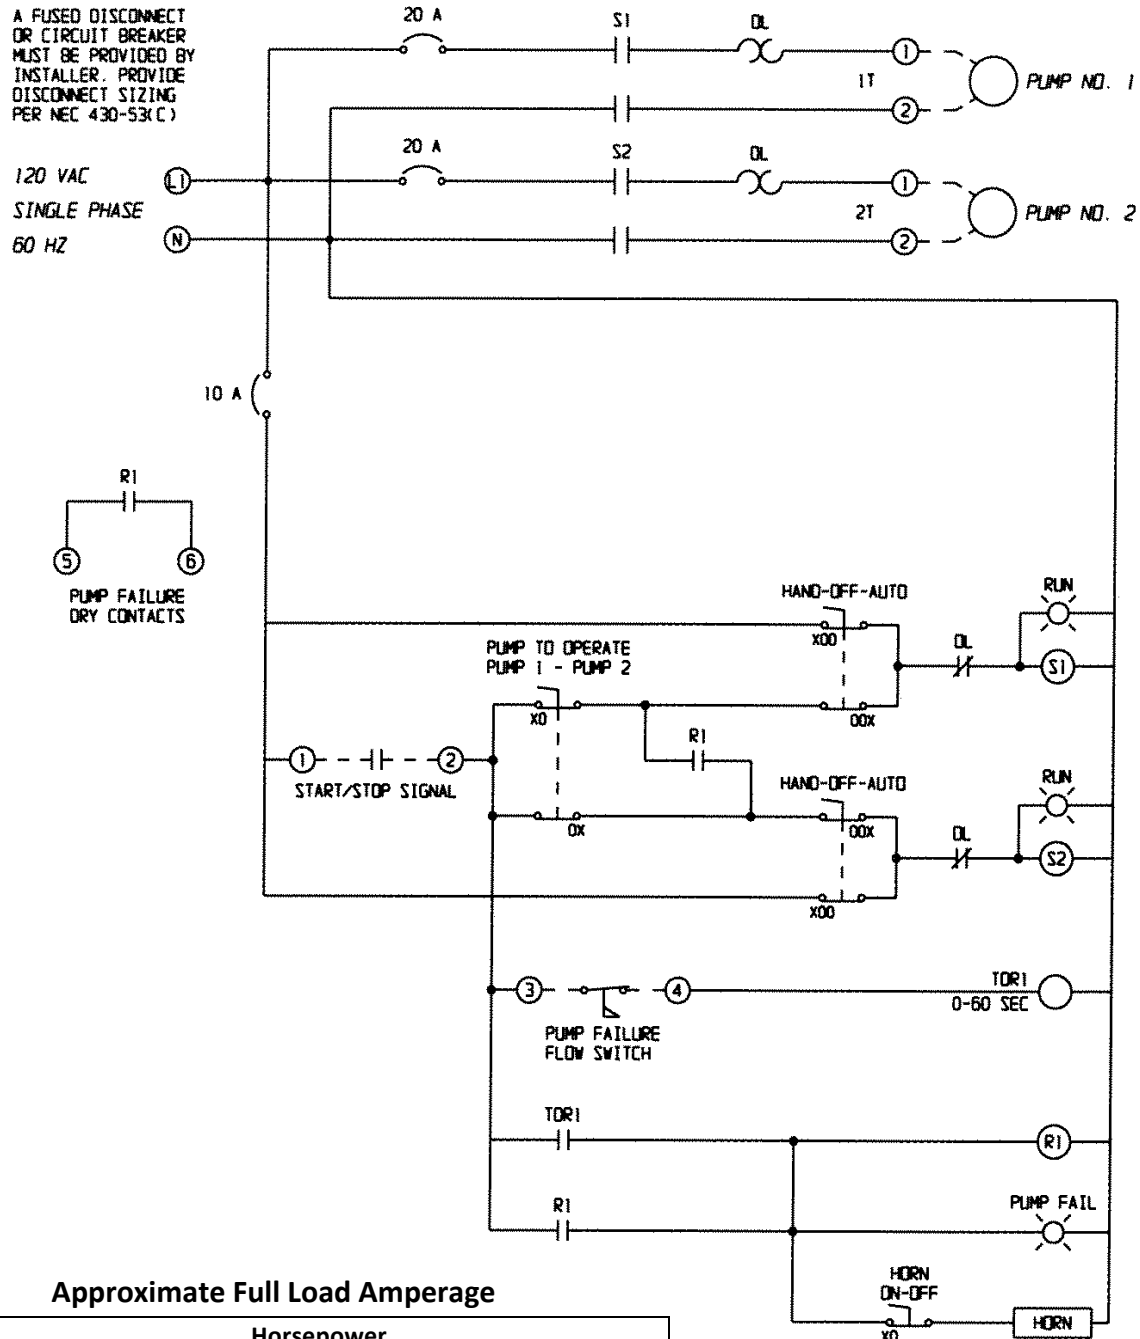 A FUSED DISCONNECT
OR CIRCUIT BREAKER
MUST BE PROVIDED BY
INSTALLER. PROVIDE
DISCONNECT SIZING
PER NEC 430-53(C)
20 A
S1
OL
1
1T
2
PUMP NO. 1
120 VAC
SINGLE PHASE
60 HZ
L1
N
20 A
S2
OL
1
2T
2
PUMP NO. 2
10 A
R1
5
6
PUMP FAILURE
DRY CONTACTS
HAND-OFF-AUTO
X00
OL
RUN
S1
PUMP TO OPERATE
PUMP 1 - PUMP 2
XO
00X
R1
1
2
START/STOP SIGNAL
OX
HAND-OFF-AUTO
00X
OL
RUN
S2
X00
3
4
PUMP FAILURE
FLOW SWITCH
TDR1
0-60 SEC
TDR1
R1
R1
PUMP FAIL
HORN
ON-OFF
XO
HORN
Approximate Full Load Amperage
Horsepower